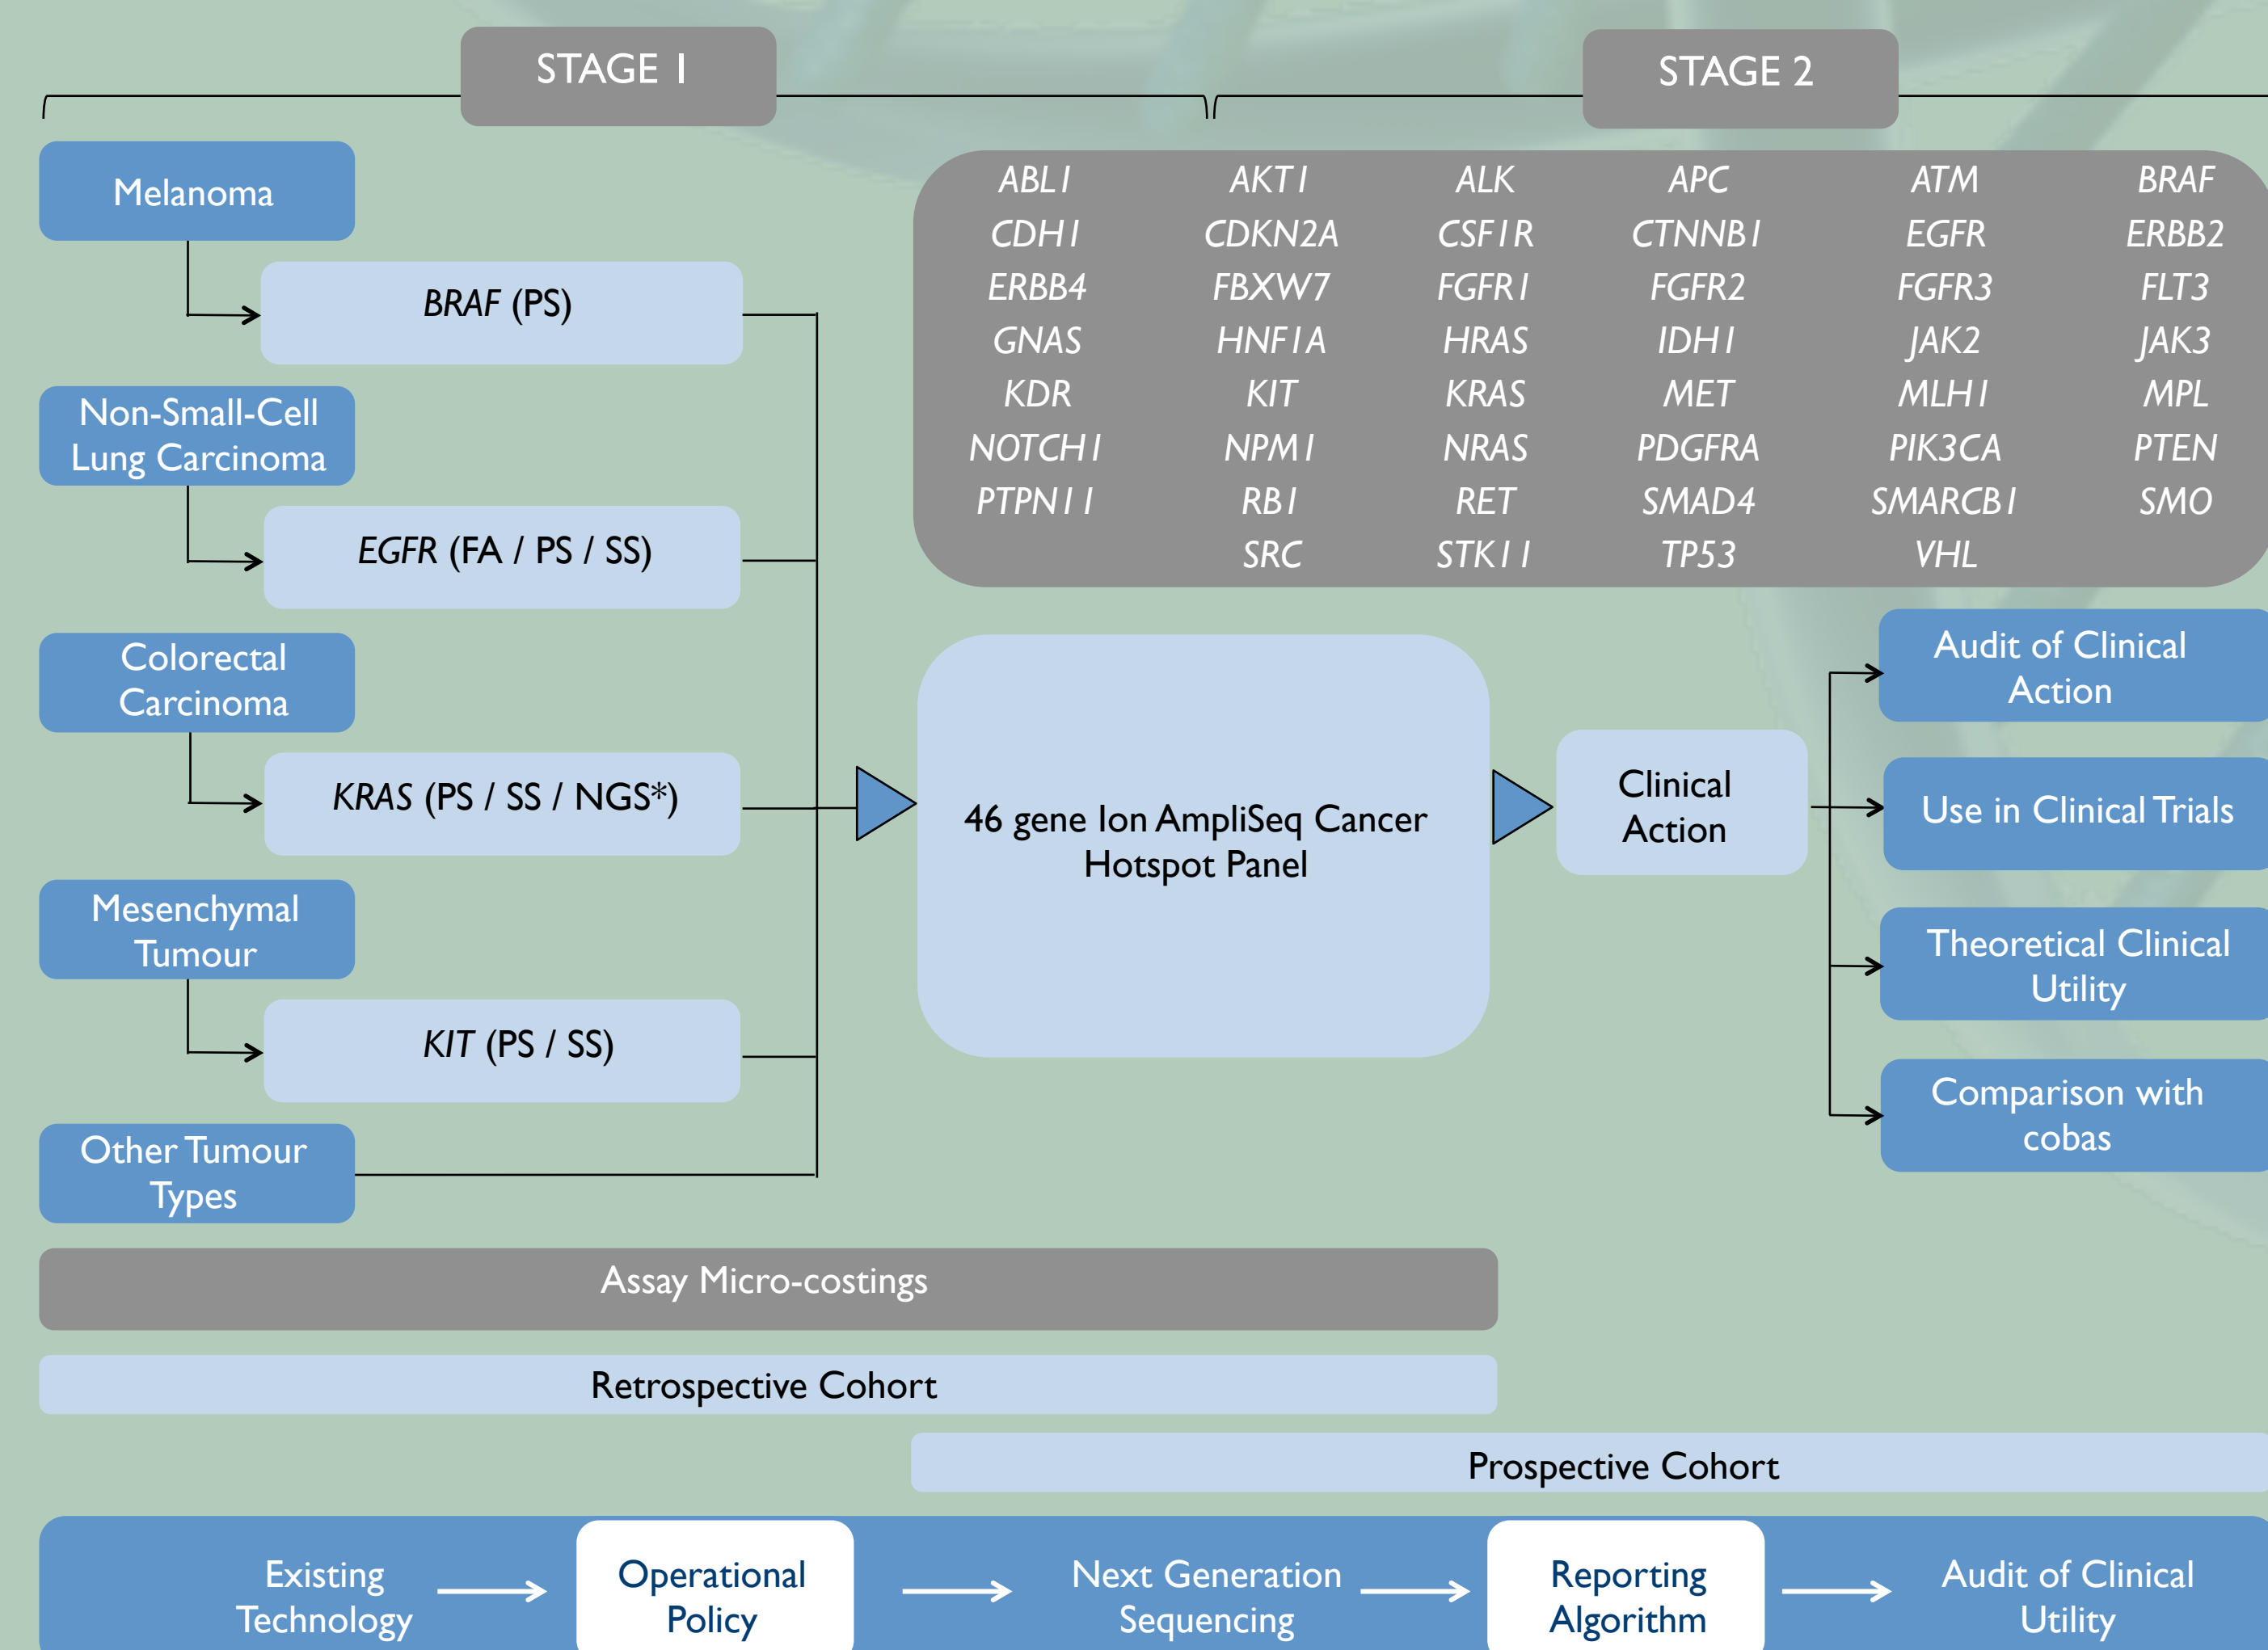 STAGE 1
STAGE 2
Melanoma
BRAF (PS)
Non-Small-Cell
Lung Carcinoma
EGFR (FA / PS / SS)
Colorectal
Carcinoma
KRAS (PS / SS / NGS*)
Mesenchymal
Tumour
KIT (PS / SS)
Other Tumour
Types
ABL1 AKT1 ALK APC ATM BRAF
CDH1 CDKN2A CSF1R CTNNB1 EGFR ERBB2
ERBB4 FBXW7 FGFR1 FGFR2 FGFR3 FLT3
GNAS HNF1A HRAS IDH1 JAK2 JAK3
KDR KIT KRAS MET MLH1 MPL
NOTCH1 NPM1 NRAS PDGFRA PIK3CA PTEN
PTPN11 RB1 RET SMAD4 SMARCB1 SMO
SRC STK11 TP53 VHL
46 gene Ion AmpliSeq Cancer
Hotspot Panel
Clinical
Action
Audit of Clinical
Action
Use in Clinical Trials
Theoretical Clinical
Utility
Comparison with
cobas
Assay Micro-costings
Retrospective Cohort
Prospective Cohort
Existing
Technology
Operational
Policy
Next Generation
Sequencing
Reporting
Algorithm
Audit of Clinical
Utility